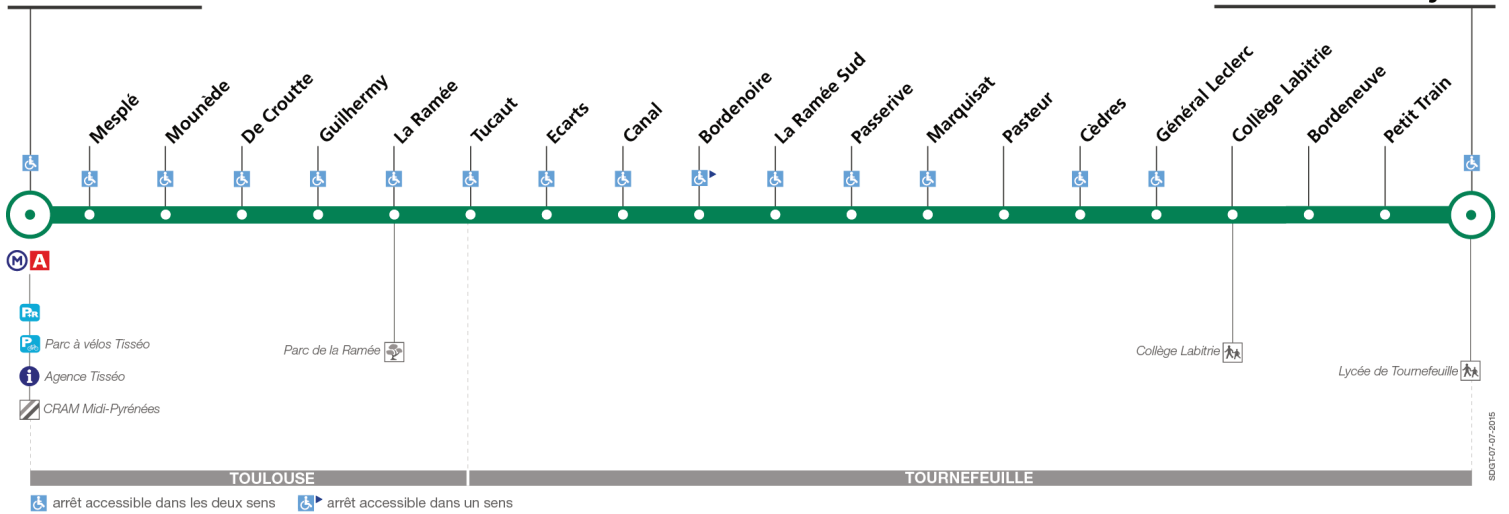 Mesplé
Mounède
De Croutte
Guilhermy
La Ramée
Tucaut
Ecarts
Canal
Bordenoire
La Ramée Sud
Passerive
Marquisat
Pasteur
Cèdres
Général Leclerc
Collège Labitrie
Bordeneuve
Petit Train
M A
P+R
P
Parc à vélos Tisséo
i Agence Tisséo
CRAM Midi-Pyrénées
Parc de la Ramée
Collège Labitrie
Lycée de Tournefeuille
TOULOUSE
TOURNEFEUILLE
arrêt accessible dans les deux sens
arrêt accessible dans un sens
SDGT-07-07-2015